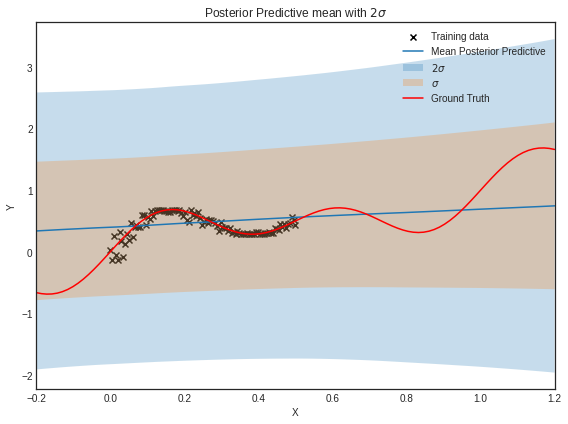 Posterior Predictive mean with 2σ
Training data
Mean Posterior Predictive
2σ
σ
Ground Truth
Y
3
2
1
0
−1
−2
−0.2 0.0 0.2 0.4 0.6 0.8 1.0 1.2
X